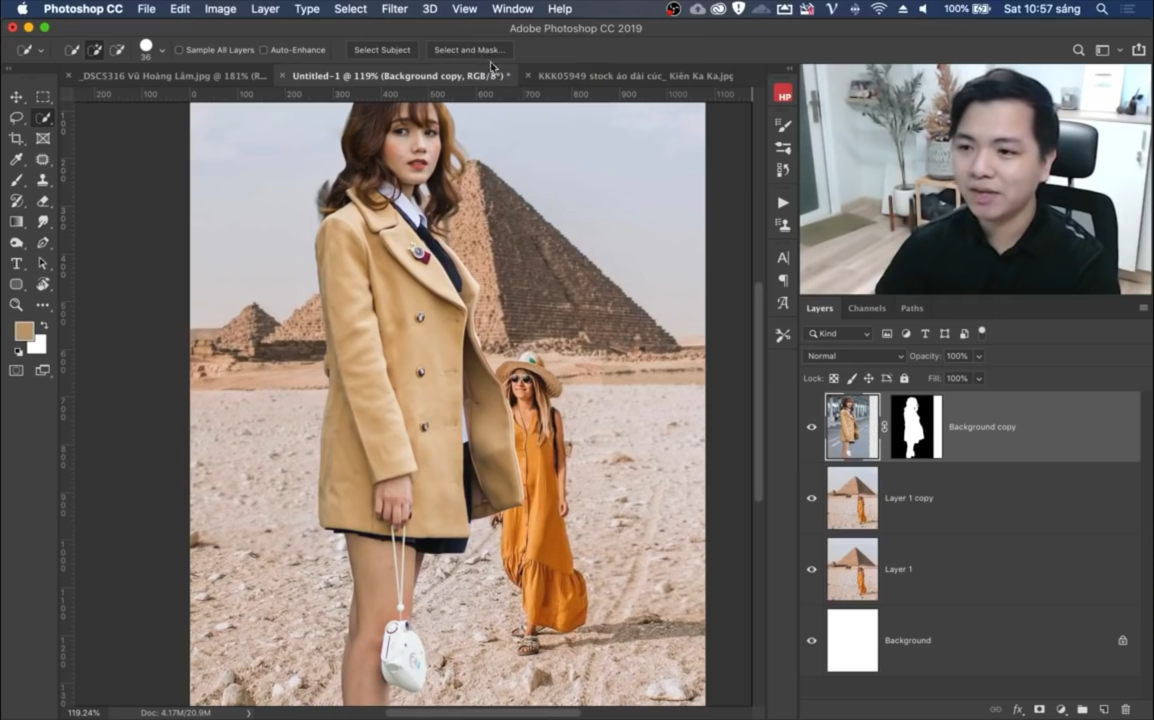 Photoshop CC File Edit Image Layer Type Select Filter 3D View Window Help 100% Sat 10:57 sáng
Adobe Photoshop CC 2019
36 Sample All Layers Auto-Enhance Select Subject Select and Mask...
_DSC5316 Vũ Hoàng Lâm.jpg @ 181% (R... Untitled-1 @ 119% (Background copy, RGB/8*) * KKK05949 stock áo dài cúc_ Kiên Ka Ka.jpg
200 100 0 100 200 300 400 500 600 700 800 900 1000 1100
HP
Layers Channels Paths
Kind
Normal Opacity: 100%
Lock: Fill: 100%
Background copy
Layer 1 copy
Layer 1
Background
fx
119.24% Doc: 4.17M/20.9M